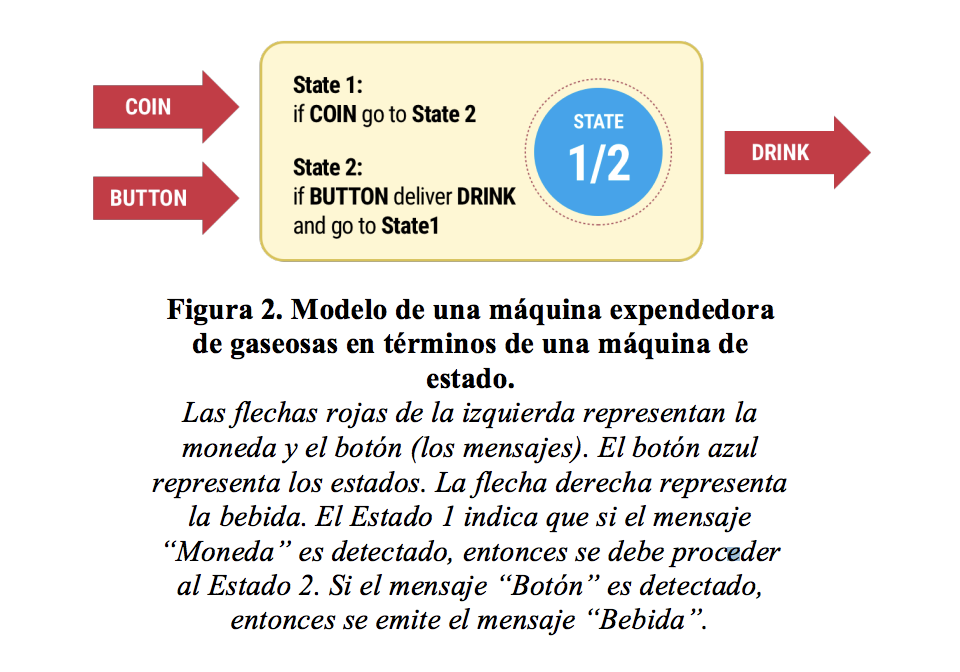 COIN
BUTTON
State 1:
if COIN go to State 2
State 2:
if BUTTON deliver DRINK
and go to State1
STATE
1/2
DRINK
Figura 2. Modelo de una máquina expendedora
de gaseosas en términos de una máquina de
estado.
Las flechas rojas de la izquierda representan la
moneda y el botón (los mensajes). El botón azul
representa los estados. La flecha derecha representa
la bebida. El Estado 1 indica que si el mensaje
“Moneda” es detectado, entonces se debe proceder
al Estado 2. Si el mensaje “Botón” es detectado,
entonces se emite el mensaje “Bebida”.